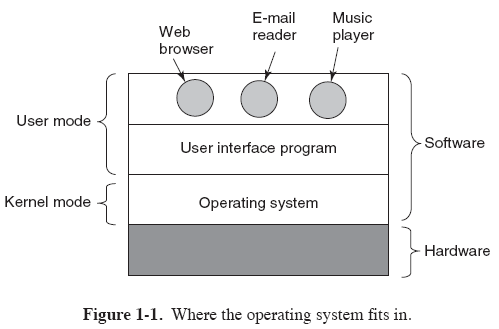 Web
browser
E-mail
reader
Music
player
User mode
User interface program
Software
Kernel mode
Operating system
Hardware
Figure 1-1. Where the operating system fits in.